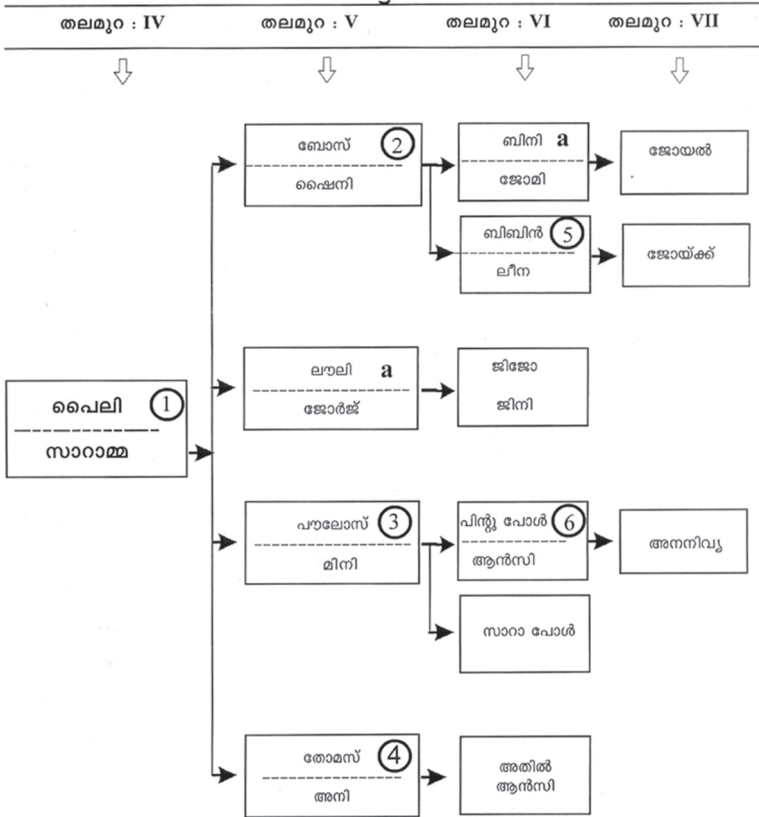 തലമുറ : IV തലമുറ : V തലമുറ : VI തലമുറ : VII
ബോസ് 2
ഷൈനി
ബിനി a
ജോമി
ജോയൽ
ബിബിൻ 5
ലീന
ജോയ്ക്ക്
പൈലി 1
സാറാമ്മ
ലൗലി a
ജോർജ്
ജിജോ
ജിനി
പൗലോസ് 3
മിനി
പിന്റു പോൾ 6
ആൻസി
അനനിവ്യ
സാറാ പോൾ
തോമസ് 4
അനി
അതിൽ
ആൻസി